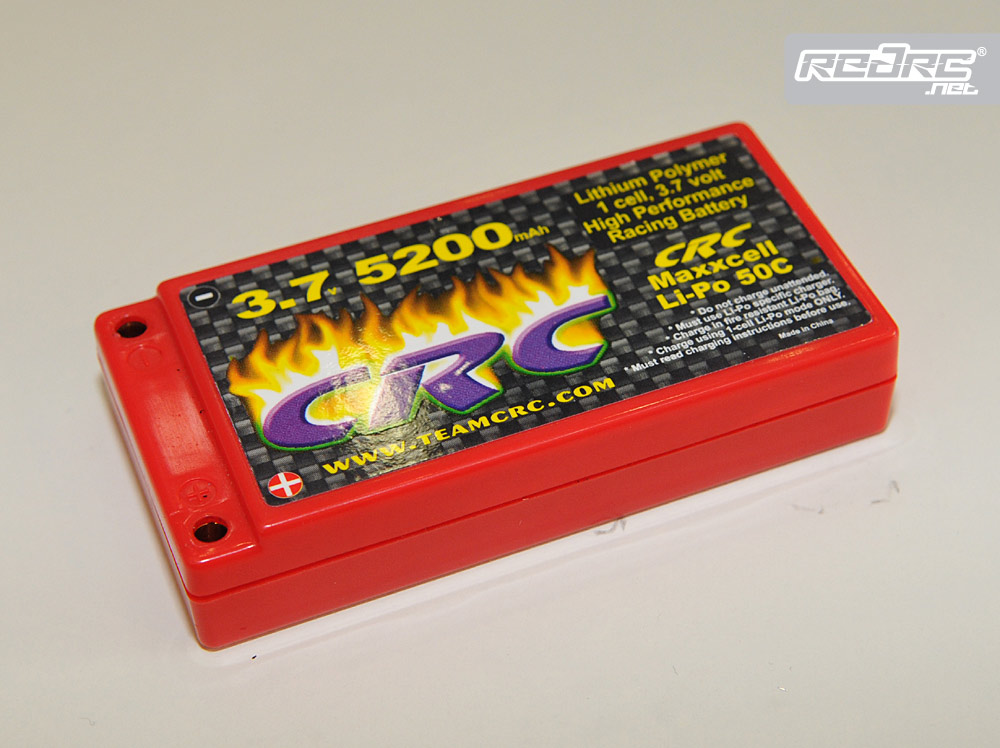 RedRC®
.net
3.7v 5200mAh
Lithium Polymer
1 cell, 3.7 volt
High Performance
Racing Battery
CRC
Maxxcell
Li-Po 50C
* Do not charge unattended.
* Must use Li-Po specific charger.
* Charge in fire resistant Li-Po bag.
* Charge using 1-cell Li-Po mode ONLY.
* Must read charging instructions before use.
Made in China
-
CRC
WWW.TEAMCRC.COM
+